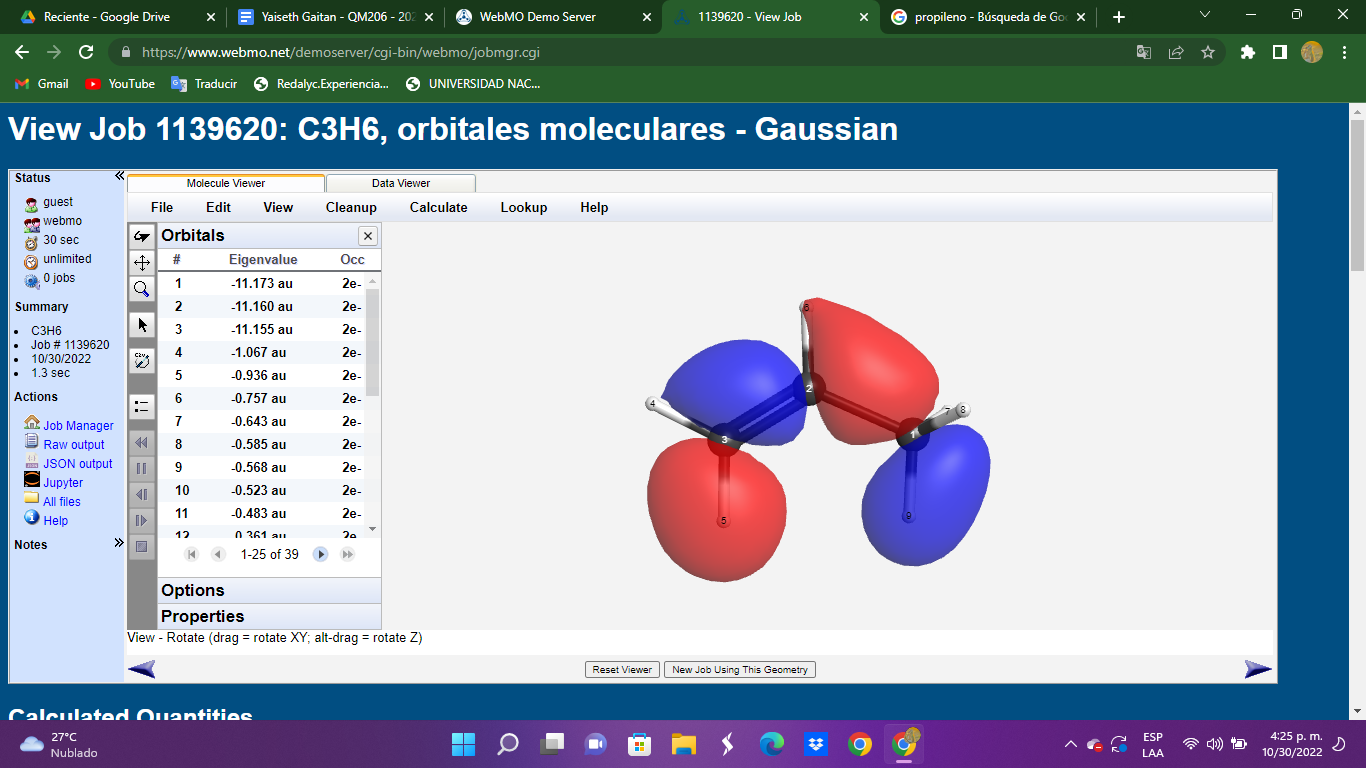 Reciente - Google Drive
Yaiseth Gaitan - QM206 - 202
WebMO Demo Server
1139620 - View Job
propileno - Búsqueda de Go
https://www.webmo.net/demoserver/cgi-bin/webmo/jobmgr.cgi
Gmail
YouTube
Traducir
Redalyc.Experiencia...
UNIVERSIDAD NAC...
View Job 1139620: C3H6, orbitales moleculares - Gaussian
Status
guest
webmo
30 sec
unlimited
0 jobs
Summary
C3H6
Job # 1139620
10/30/2022
1.3 sec
Actions
Job Manager
Raw output
JSON output
Jupyter
All files
Help
Notes
Molecule Viewer
Data Viewer
File Edit View Cleanup Calculate Lookup Help
Orbitals
# Eigenvalue Occ
1 -11.173 au 2e-
2 -11.160 au 2e-
3 -11.155 au 2e-
4 -1.067 au 2e-
5 -0.936 au 2e-
6 -0.757 au 2e-
7 -0.643 au 2e-
8 -0.585 au 2e-
9 -0.568 au 2e-
10 -0.523 au 2e-
11 -0.483 au 2e-
12 -0.361 au 2e-
1-25 of 39
Options
Properties
6
2
4
3
1
7
8
5
9
View - Rotate (drag = rotate XY; alt-drag = rotate Z)
Reset Viewer
New Job Using This Geometry
Calculated Quantities
27°C
Nublado
ESP
LAA
4:25 p. m.
10/30/2022